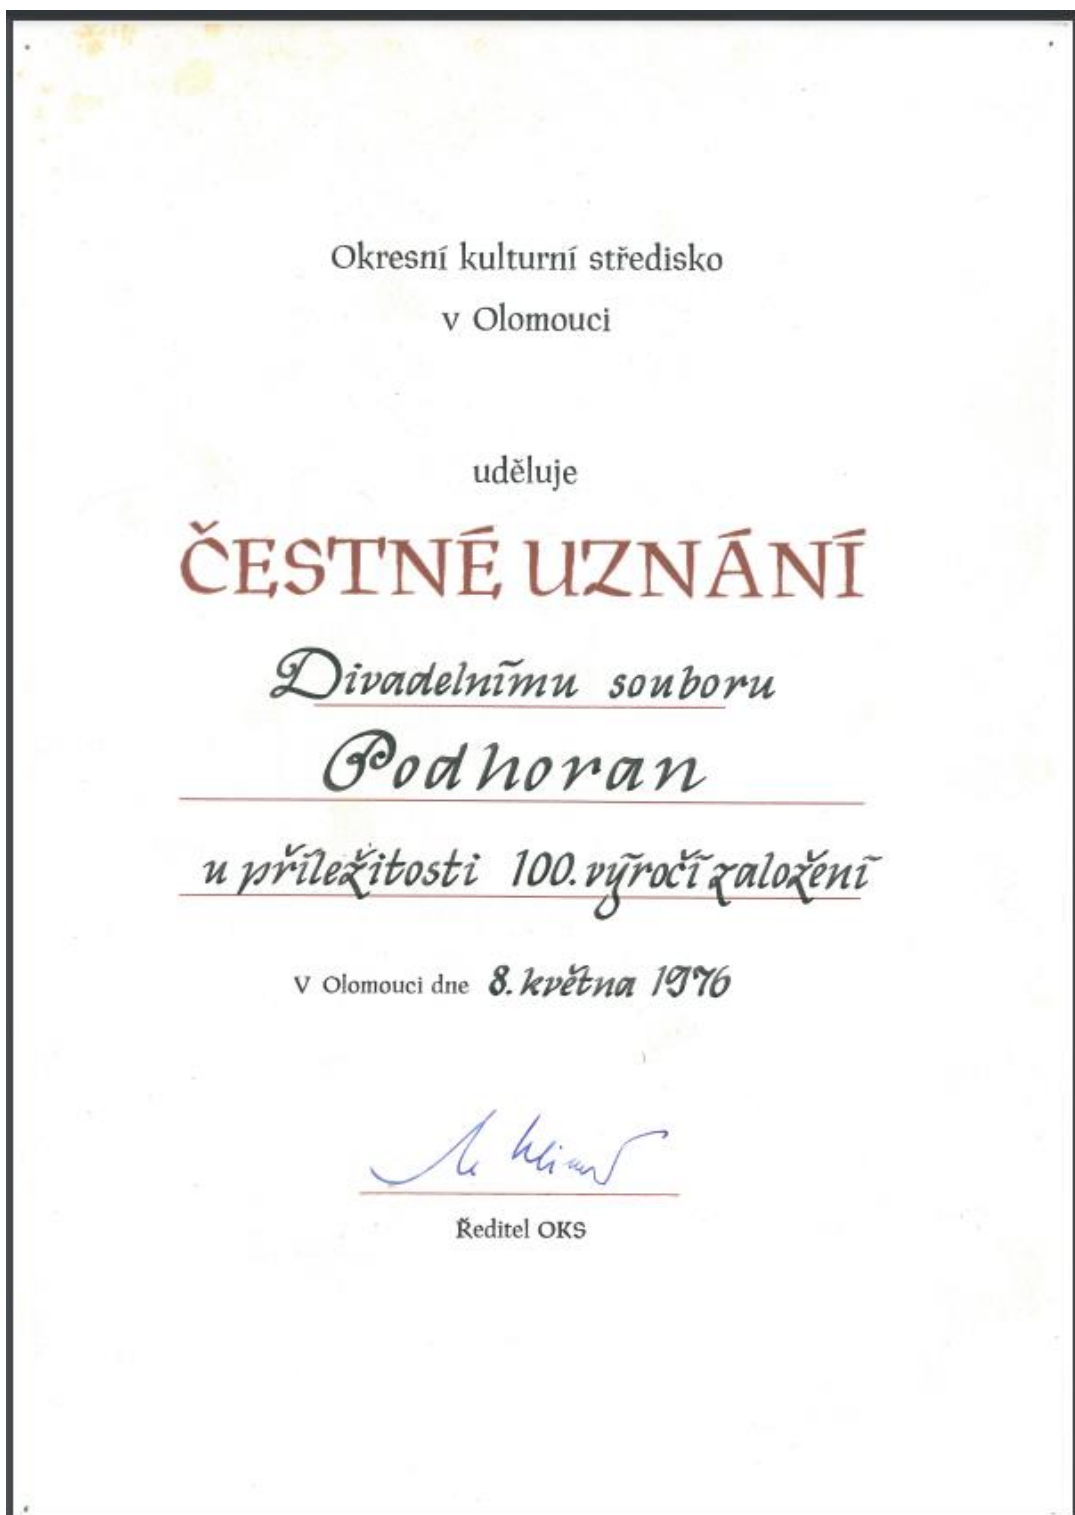 Okresní kulturní středisko
v Olomouci
uděluje
ČESTNÉ UZNÁNÍ
Divadelnímu souboru
Podhoran
u příležitosti 100. výročí založení
V Olomouci dne 8. května 1976
Ředitel OKS